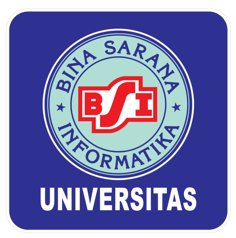 BINA SARANA
BSI
INFORMATIKA
UNIVERSITAS